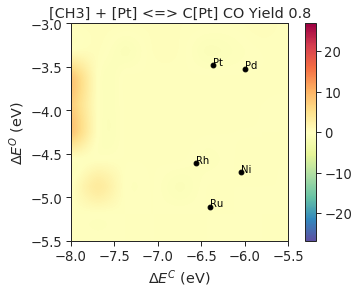 [CH3] + [Pt] <=> C[Pt] CO Yield 0.8
−3.0
−3.5
−4.0
−4.5
−5.0
−5.5
ΔE^O (eV)
Pt
Pd
Rh
Ni
Ru
−8.0 −7.5 −7.0 −6.5 −6.0 −5.5
ΔE^C (eV)
20
10
0
−10
−20